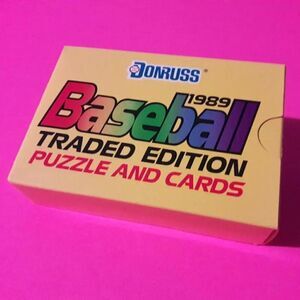 DONRUSS®
1989
Baseball
TRADED EDITION
PUZZLE AND CARDS